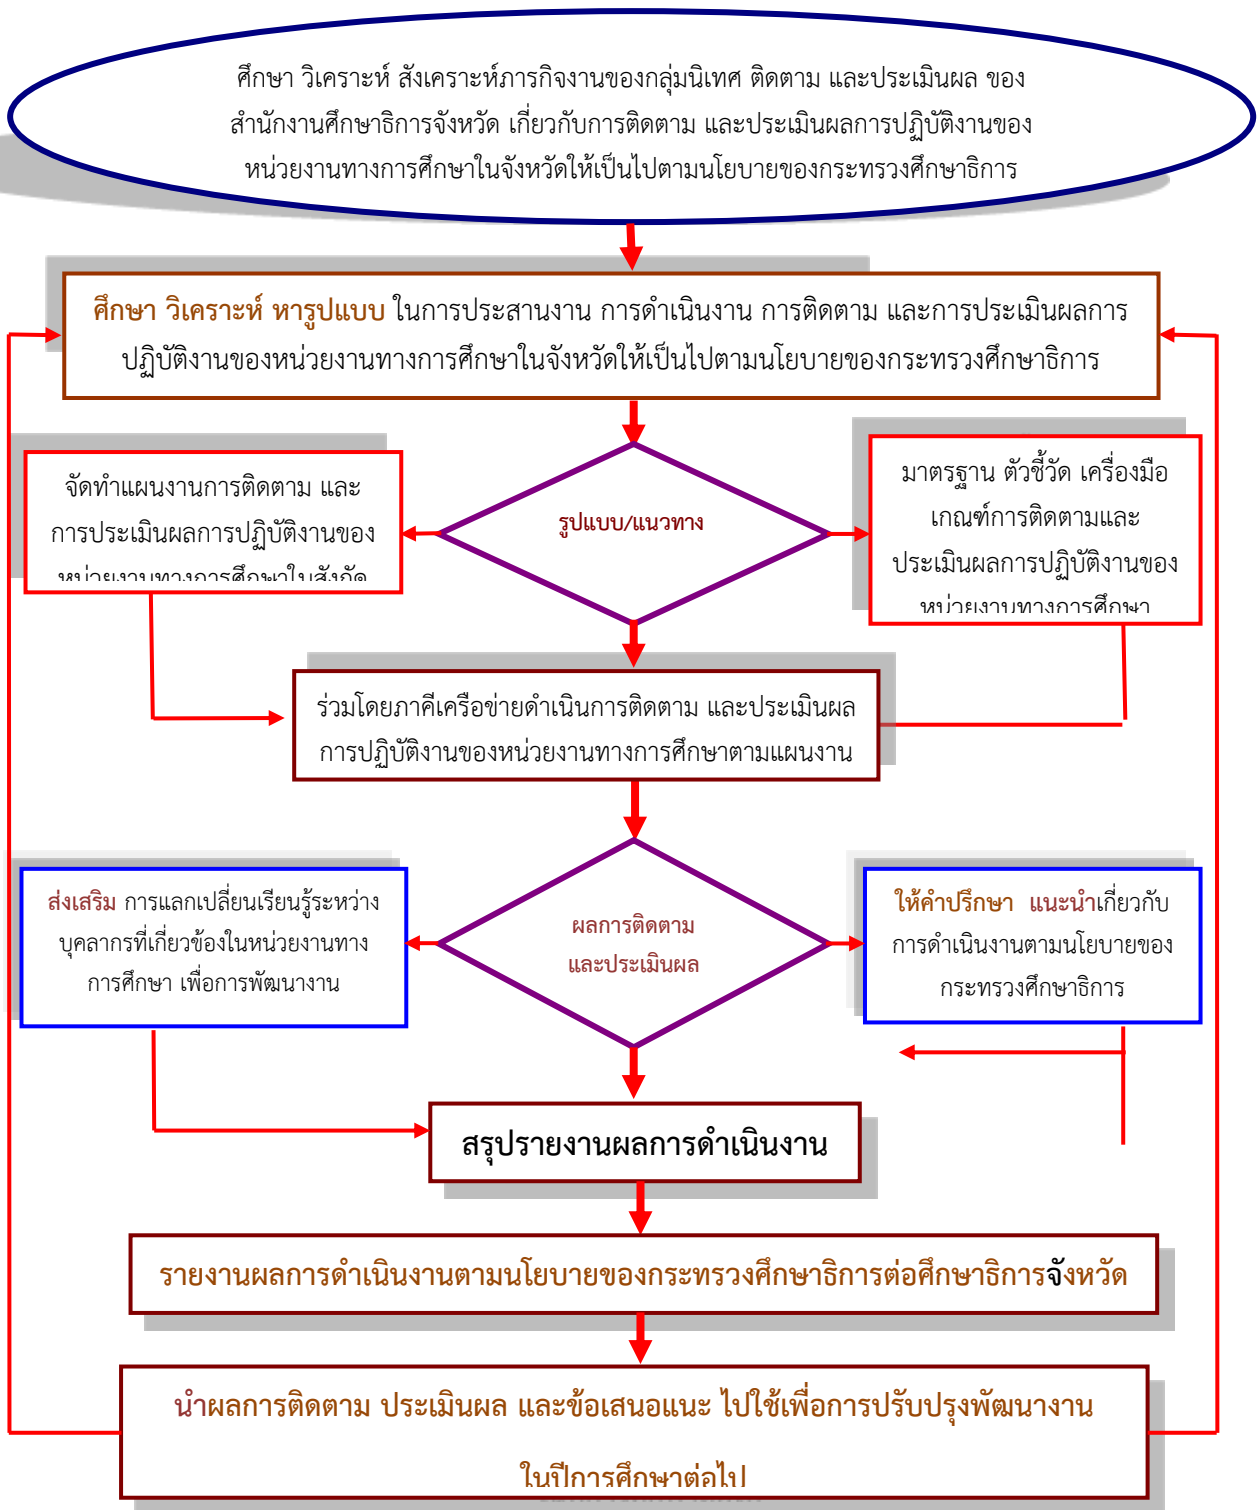 ศึกษา วิเคราะห์ สังเคราะห์ภารกิจงานของกลุ่มนิเทศ ติดตาม และประเมินผล ของ
สำนักงานศึกษาธิการจังหวัด เกี่ยวกับการติดตาม และประเมินผลการปฏิบัติงานของ
หน่วยงานทางการศึกษาในจังหวัดให้เป็นไปตามนโยบายของกระทรวงศึกษาธิการ
ศึกษา วิเคราะห์ หารูปแบบ ในการประสานงาน การดำเนินงาน การติดตาม และการประเมินผลการ
ปฏิบัติงานของหน่วยงานทางการศึกษาในจังหวัดให้เป็นไปตามนโยบายของกระทรวงศึกษาธิการ
จัดทำแผนงานการติดตาม และ
การประเมินผลการปฏิบัติงานของ
หน่วยงานทางการศึกษาในสังกัด
รูปแบบ/แนวทาง
มาตรฐาน ตัวชี้วัด เครื่องมือ
เกณฑ์การติดตามและ
ประเมินผลการปฏิบัติงานของ
หน่วยงานทางการศึกษา
ร่วมโดยภาคีเครือข่ายดำเนินการติดตาม และประเมินผล
การปฏิบัติงานของหน่วยงานทางการศึกษาตามแผนงาน
ส่งเสริม การแลกเปลี่ยนเรียนรู้ระหว่าง
บุคลากรที่เกี่ยวข้องในหน่วยงานทาง
การศึกษา เพื่อการพัฒนางาน
ผลการติดตาม
และประเมินผล
ให้คำปรึกษา แนะนำเกี่ยวกับ
การดำเนินงานตามนโยบายของ
กระทรวงศึกษาธิการ
สรุปรายงานผลการดำเนินงาน
รายงานผลการดำเนินงานตามนโยบายของกระทรวงศึกษาธิการต่อศึกษาธิการจังหวัด
นำผลการติดตาม ประเมินผล และข้อเสนอแนะ ไปใช้เพื่อการปรับปรุงพัฒนางาน
ในปีการศึกษาต่อไป